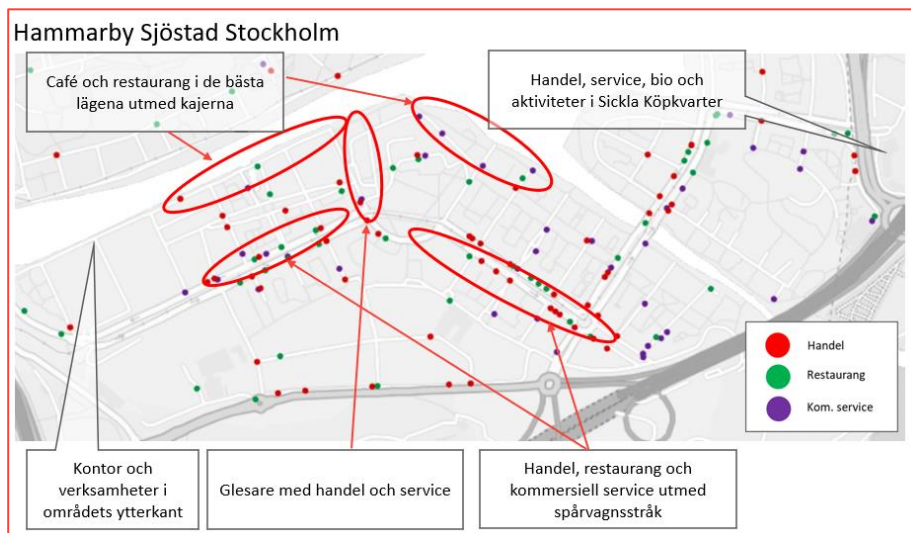 Hammarby Sjöstad Stockholm
Café och restaurang i de bästa
lägena utmed kajerna
Handel, service, bio och
aktiviteter i Sickla Köpkvarter
Handel
Restaurang
Kom. service
Kontor och
verksamheter i
områdets ytterkant
Glesare med handel och service
Handel, restaurang och
kommersiell service utmed
spårvagnsstråk